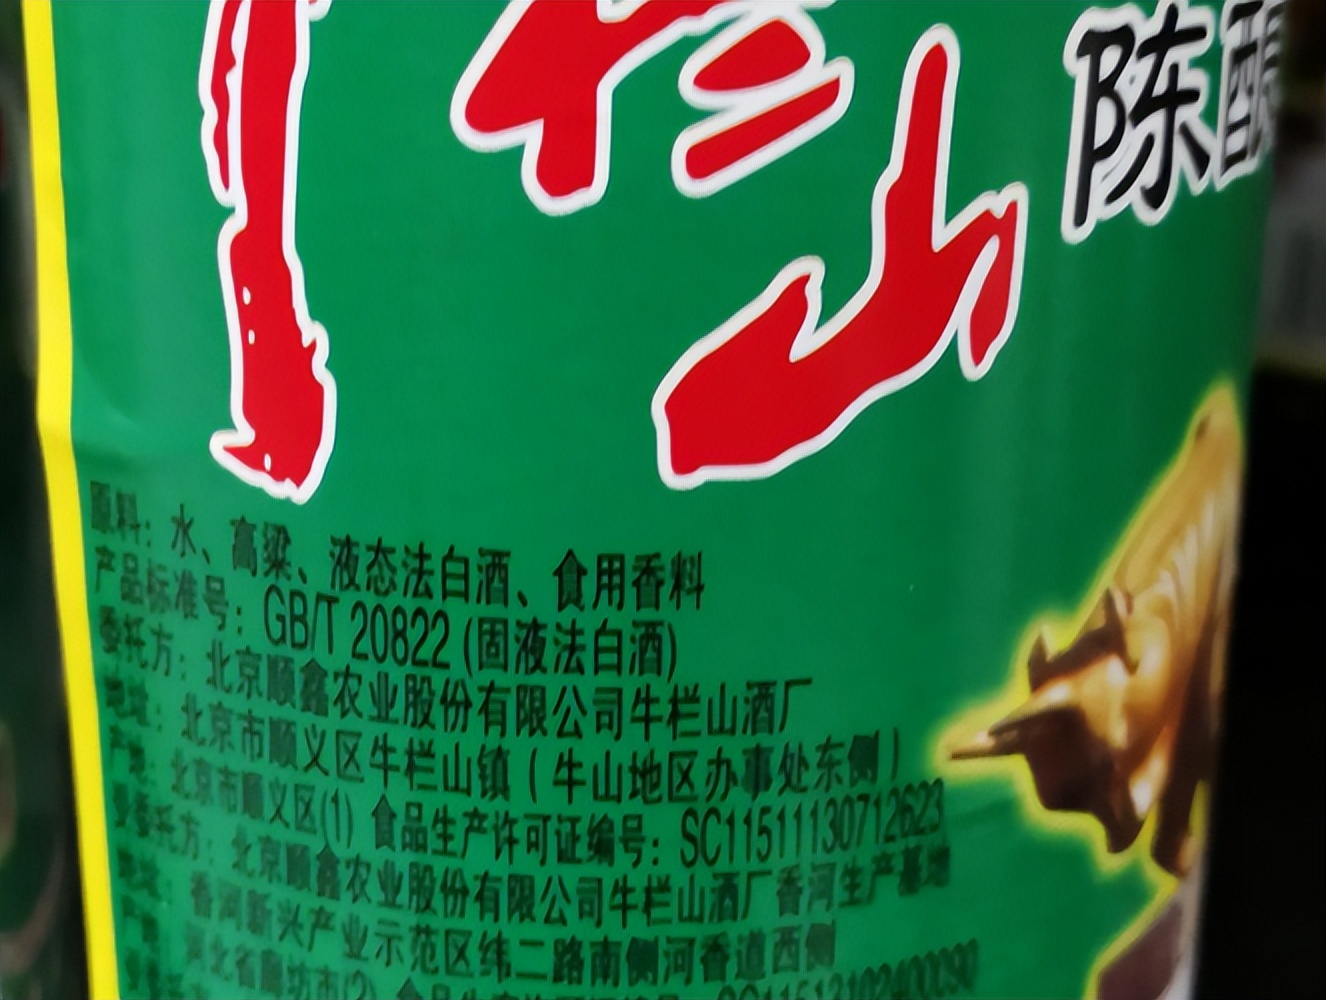 牛栏山
陈酿
原料：水、高粱、液态法白酒、食用香料
产品标准号：GB/T 20822 (固液法白酒)
委托方：北京顺鑫农业股份有限公司牛栏山酒厂
地址：北京市顺义区牛栏山镇（牛山地区办事处东侧）
产地：北京市顺义区(1) 食品生产许可证编号：SC11511130712623
受委托方：北京顺鑫农业股份有限公司牛栏山酒厂香河生产基地
地址：香河新兴产业示范区纬二路南侧河香道西侧
产地：河北省廊坊市(2)